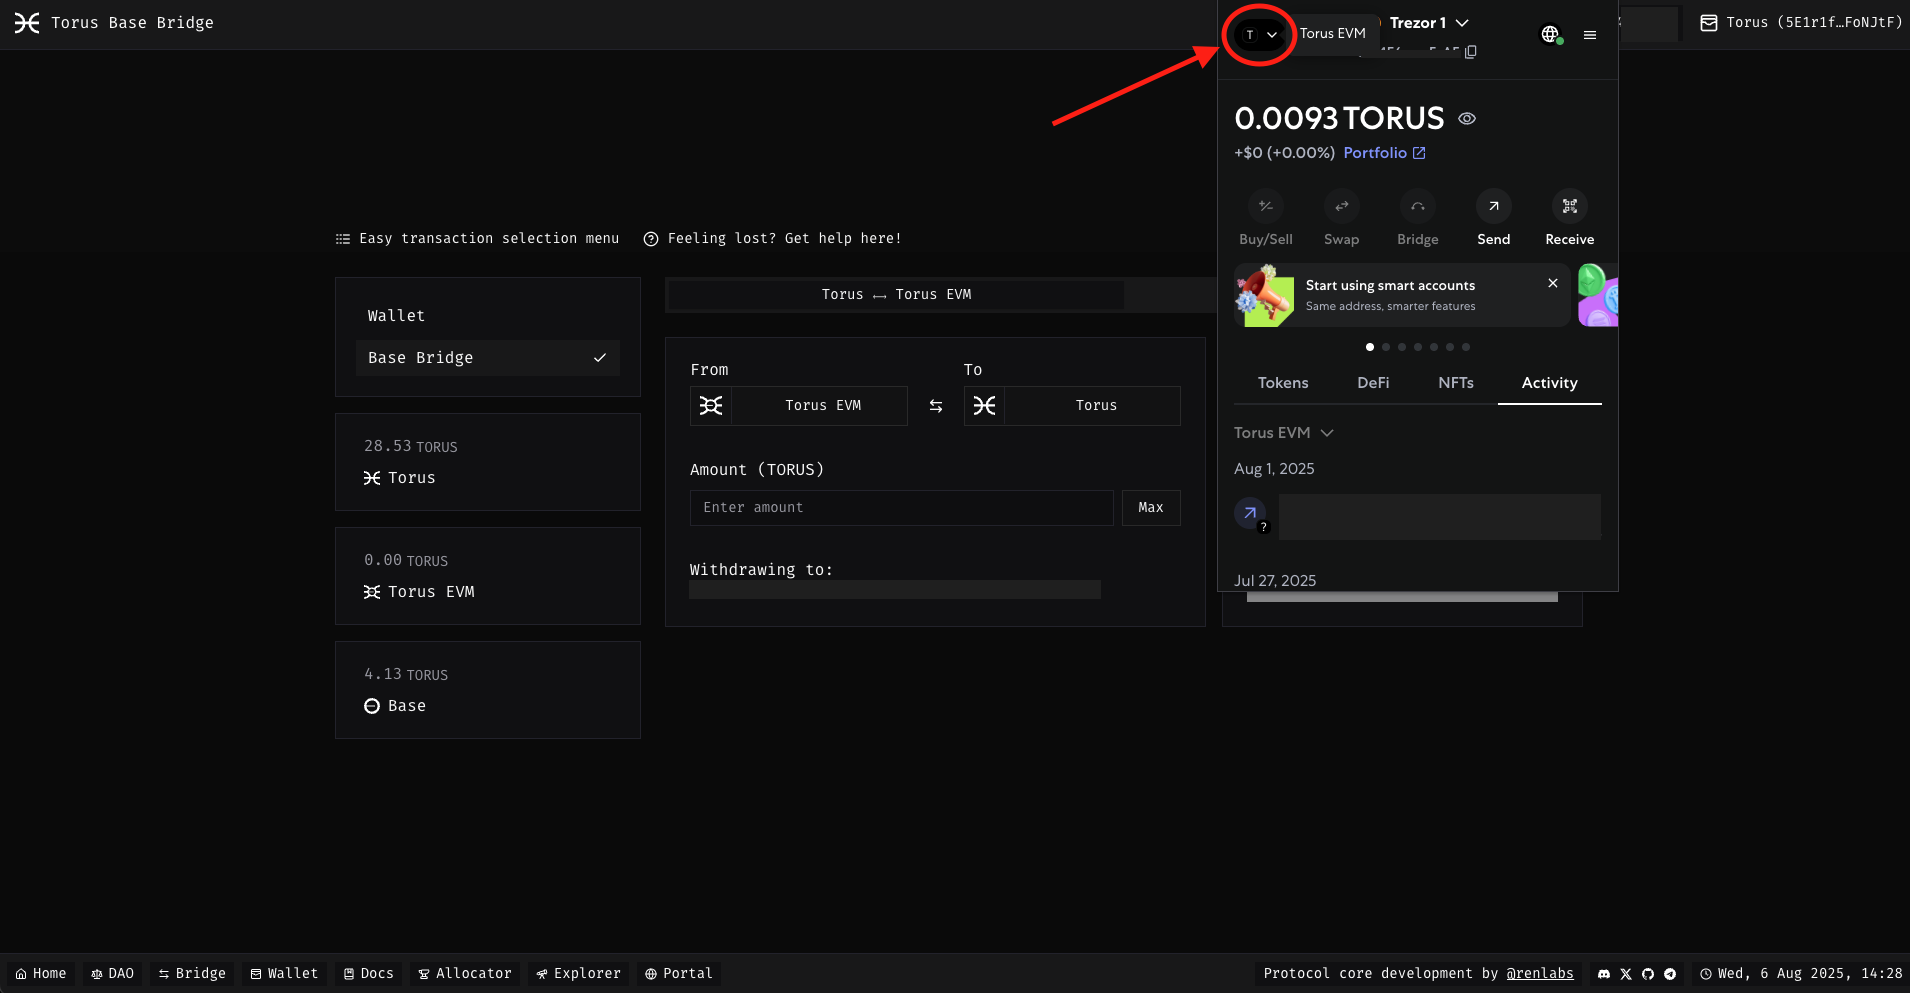 Torus Base Bridge
T
Torus EVM
Trezor 1
Torus (5E1r1f…FoNJtF)
0.0093 TORUS
+$0 (+0.00%) Portfolio
Buy/Sell
Swap
Bridge
Send
Receive
Start using smart accounts
Same address, smarter features
Tokens
DeFi
NFTs
Activity
Torus EVM
Aug 1, 2025
?
Jul 27, 2025
Easy transaction selection menu
Feeling lost? Get help here!
Wallet
Base Bridge
28.53 TORUS
Torus
0.00 TORUS
Torus EVM
4.13 TORUS
Base
Torus ⟷ Torus EVM
From
To
Torus EVM
Torus
Amount (TORUS)
Enter amount
Max
Withdrawing to:
Home
DAO
Bridge
Wallet
Docs
Allocator
Explorer
Portal
Protocol core development by @renlabs
Wed, 6 Aug 2025, 14:28